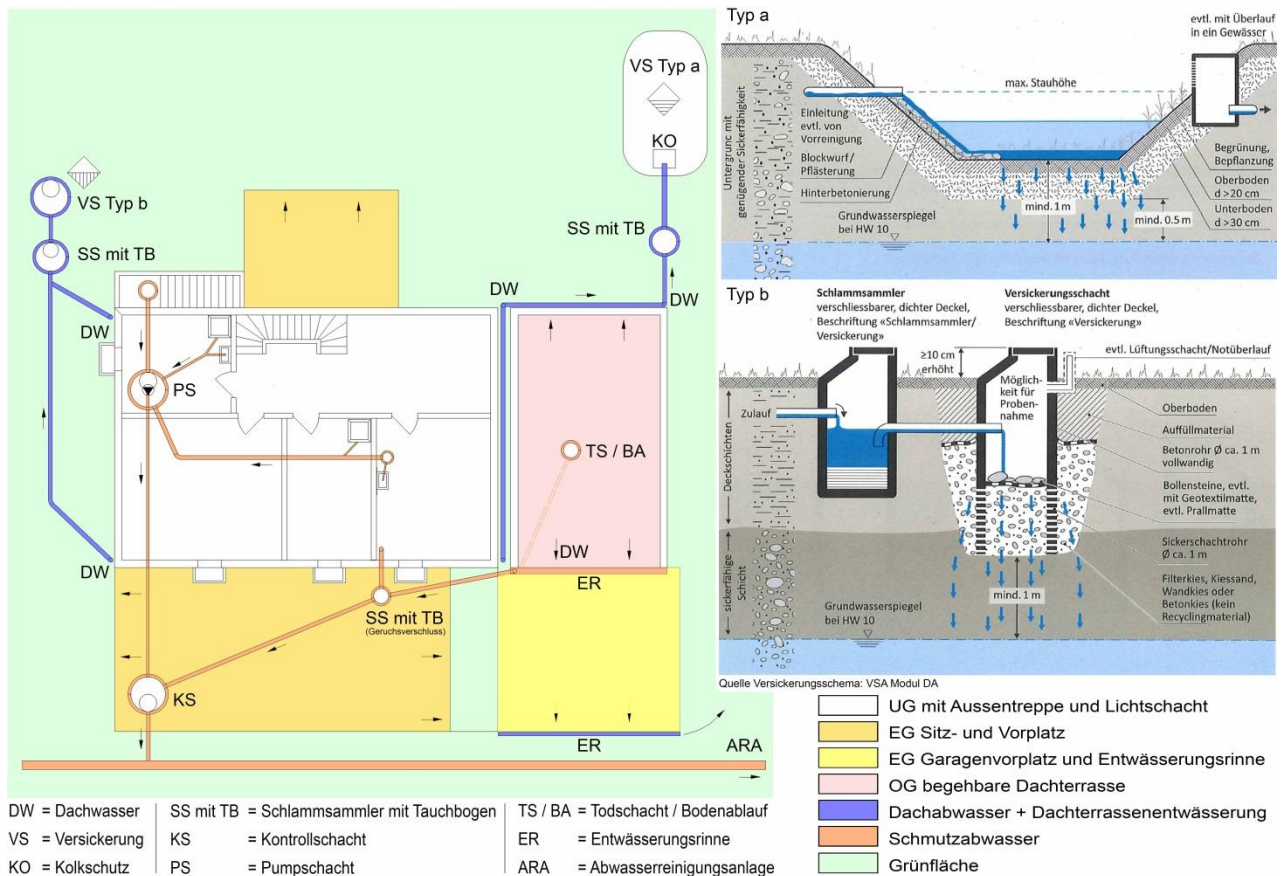 VS Typ a
KO
VS Typ b
SS mit TB
SS mit TB
DW
DW
DW
PS
TS / BA
DW
DW
ER
SS mit TB
(Geruchsverschluss)
KS
ER
ARA
DW = Dachwasser
VS = Versickerung
KO = Kolkschutz
SS mit TB = Schlammsammler mit Tauchbogen
KS = Kontrollschacht
PS = Pumpschacht
TS / BA = Todschacht / Bodenablauf
ER = Entwässerungsrinne
ARA = Abwasserreinigungsanlage
Typ a
evtl. mit Überlauf
in ein Gewässer
max. Stauhöhe
Untergrunc mit
genügender Sickerfähigkeit
Einleitung
evtl. von
Vorreinigung
Blockwurf/
Pflästerung
Hinterbetonierung
Grundwasserspiegel
bei HW 10
mind. 1 m
mind. 0.5 m
Begrünung,
Bepflanzung
Oberboden
d >20 cm
Unterboden
d >30 cm
Typ b
Schlammsammler
verschliessbarer, dichter Deckel,
Beschriftung «Schlammsammler/
Versickerung»
Versickerungsschacht
verschliessbarer, dichter Deckel,
Beschriftung «Versickerung»
≥10 cm
erhöht
evtl. Lüftungsschacht/Notüberlauf
Möglich-
keit für
Proben-
nahme
Zulauf
Deckschichten
sickerfähige
Schicht
Oberboden
Auffüllmaterial
Betonrohr Ø ca. 1 m
vollwandig
Bollensteine, evtl.
mit Geotextilmatte,
evtl. Prallmatte
Sickerschachtrohr
Ø ca. 1 m
Filterkies, Kiessand,
Wandkies oder
Betonkies (kein
Recyclingmaterial)
mind. 1 m
Grundwasserspiegel
bei HW 10
Quelle Versickerungsschema: VSA Modul DA
UG mit Aussentreppe und Lichtschacht
EG Sitz- und Vorplatz
EG Garagenvorplatz und Entwässerungsrinne
OG begehbare Dachterrasse
Dachabwasser + Dachterrassenentwässerung
Schmutzabwasser
Grünfläche